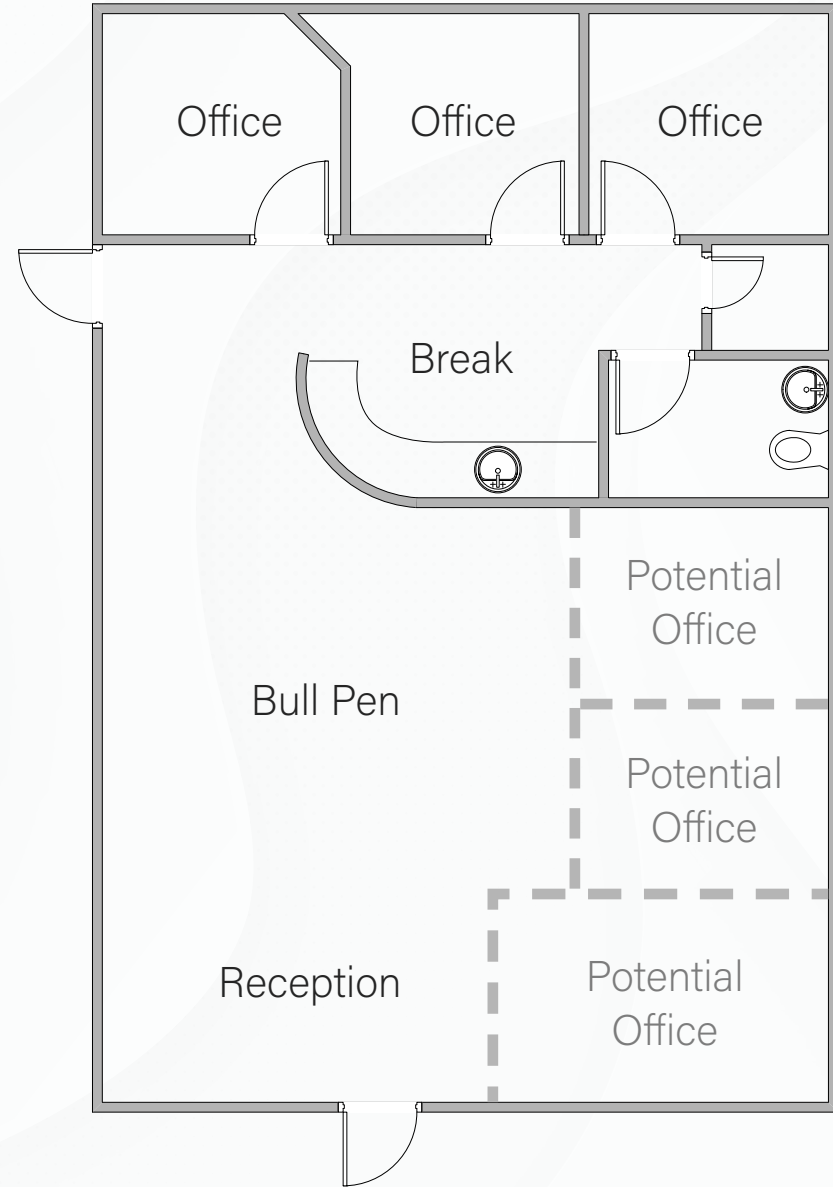 Office
Office
Office
Break
Potential
Office
Bull Pen
Potential
Office
Reception
Potential
Office